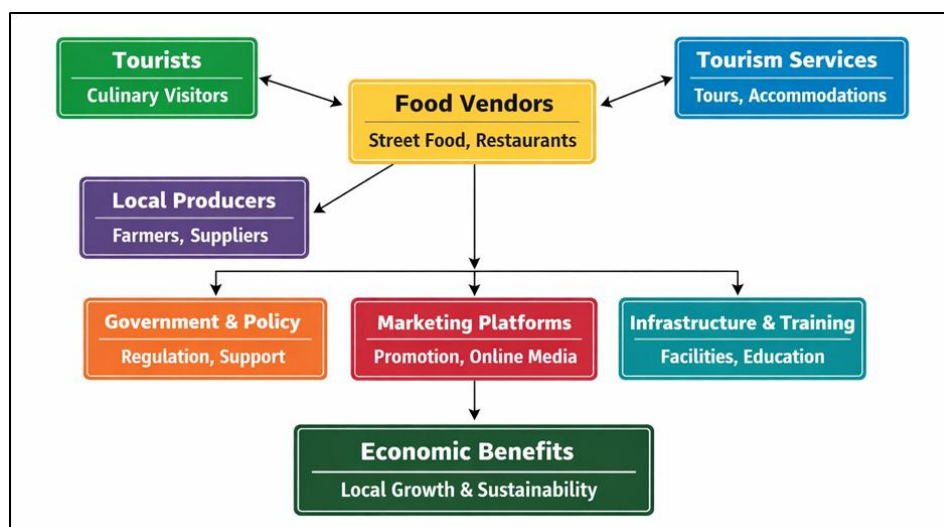 Tourists
Culinary Visitors
Tourism Services
Tours, Accommodations
Food Vendors
Street Food, Restaurants
Local Producers
Farmers, Suppliers
Government & Policy
Regulation, Support
Marketing Platforms
Promotion, Online Media
Infrastructure & Training
Facilities, Education
Economic Benefits
Local Growth & Sustainability